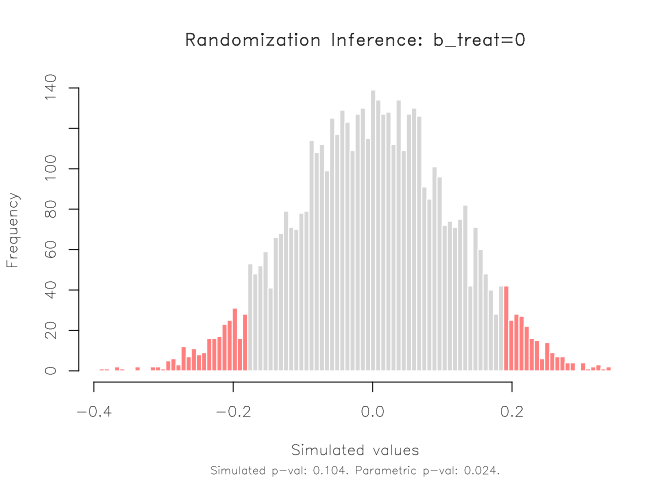 Randomization Inference: b_treat=0
Frequency
140
100
80
60
40
20
0
−0.4
−0.2
0.0
0.2
Simulated values
Simulated p−val: 0.104. Parametric p−val: 0.024.